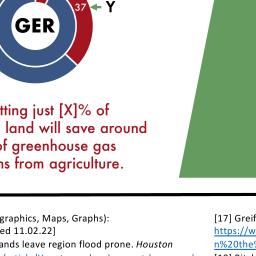 37 Y
GER
tting just [X]% of
land will save around
of greenhouse gas
ns from agriculture.
graphics, Maps, Graphs):
ed 11.02.22]
ands leave region flood prone. Houston
[17] Greif
https://w
n%20the%